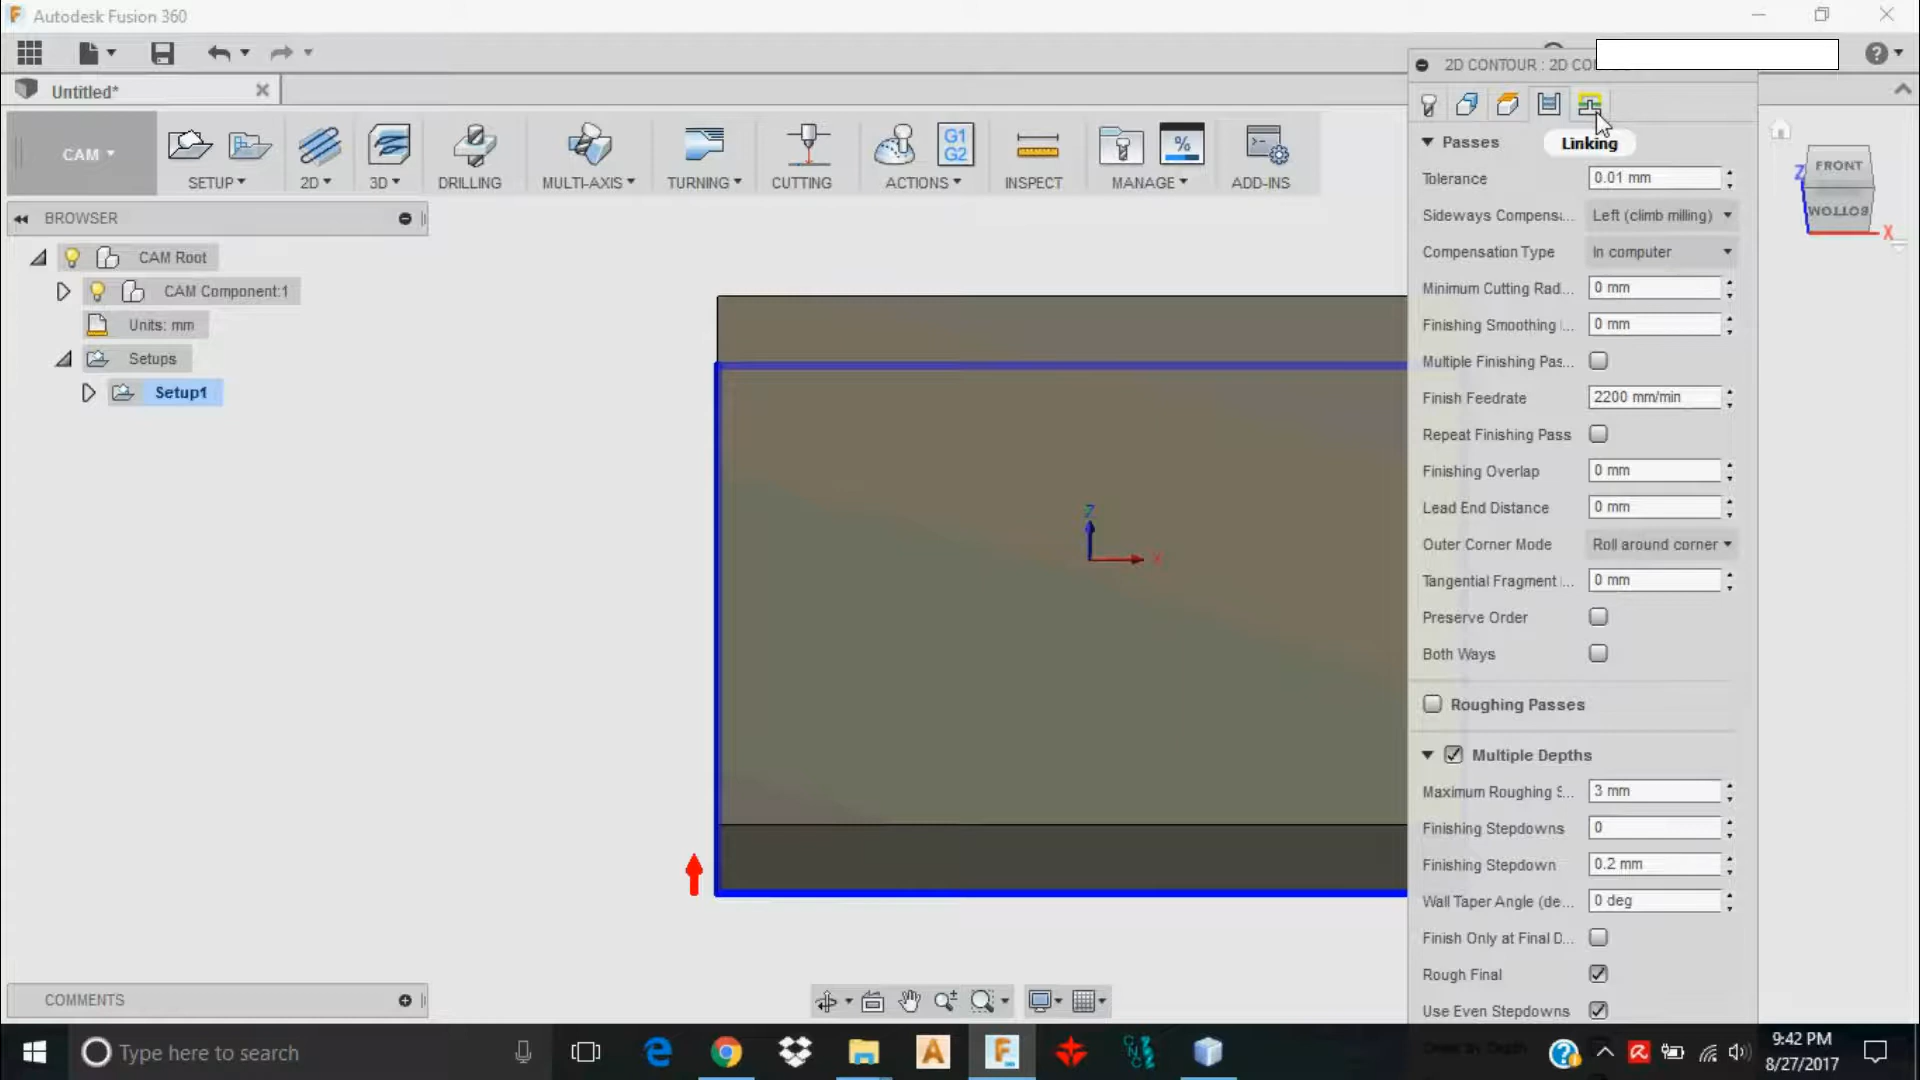 Autodesk Fusion 360
Untitled*
2D CONTOUR : 2D CO
CAM
SETUP
2D
3D
DRILLING
MULTI-AXIS
TURNING
CUTTING
G1
G2
ACTIONS
INSPECT
%
MANAGE
ADD-INS
BROWSER
CAM Root
CAM Component:1
Units: mm
Setups
Setup1
Passes
Linking
Tolerance 0.01 mm
Sideways Compens... Left (climb milling)
Compensation Type In computer
Minimum Cutting Rad... 0 mm
Finishing Smoothing ... 0 mm
Multiple Finishing Pas...
Finish Feedrate 2200 mm/min
Repeat Finishing Pass
Finishing Overlap 0 mm
Lead End Distance 0 mm
Outer Corner Mode Roll around corner
Tangential Fragment ... 0 mm
Preserve Order
Both Ways
Roughing Passes
Multiple Depths
Maximum Roughing S... 3 mm
Finishing Stepdowns 0
Finishing Stepdown 0.2 mm
Wall Taper Angle (de... 0 deg
Finish Only at Final D...
Rough Final
Use Even Stepdowns
FRONT
BOTTOM
Z
X
Z
X
COMMENTS
Type here to search
9:42 PM
8/27/2017